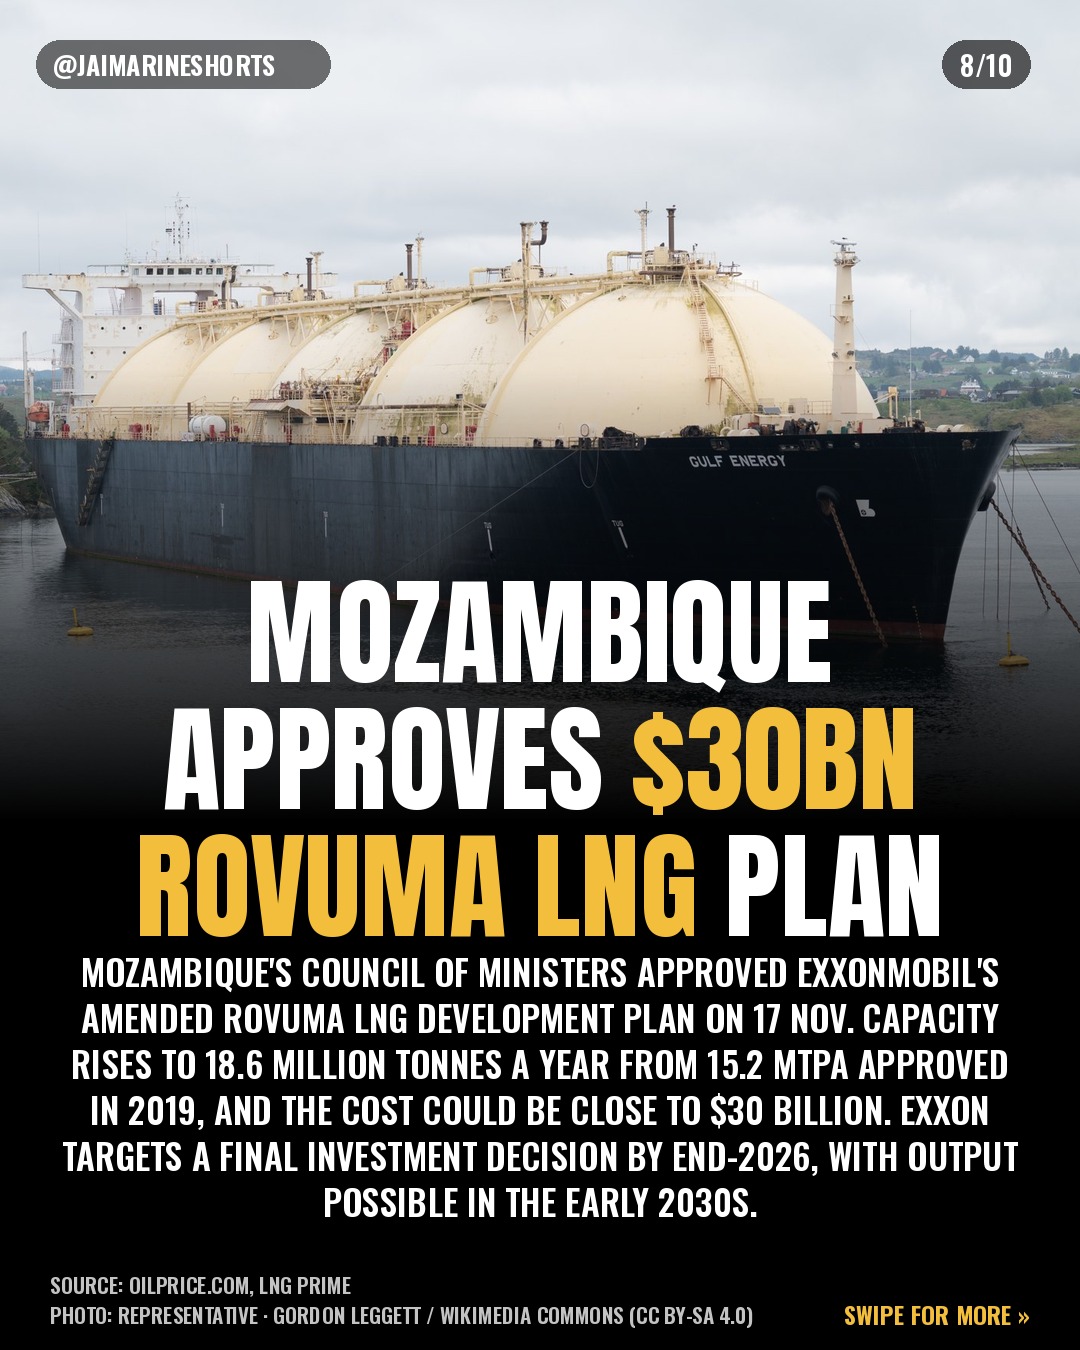 @JAIMARINESHORTS
8/10
GULF ENERGY
TUG
TUG
MOZAMBIQUE
APPROVES $30BN
ROVUMA LNG PLAN
MOZAMBIQUE'S COUNCIL OF MINISTERS APPROVED EXXONMOBIL'S
AMENDED ROVUMA LNG DEVELOPMENT PLAN ON 17 NOV. CAPACITY
RISES TO 18.6 MILLION TONNES A YEAR FROM 15.2 MTPA APPROVED
IN 2019, AND THE COST COULD BE CLOSE TO $30 BILLION. EXXON
TARGETS A FINAL INVESTMENT DECISION BY END-2026, WITH OUTPUT
POSSIBLE IN THE EARLY 2030S.
SOURCE: OILPRICE.COM, LNG PRIME
PHOTO: REPRESENTATIVE · GORDON LEGGETT / WIKIMEDIA COMMONS (CC BY-SA 4.0)
SWIPE FOR MORE »